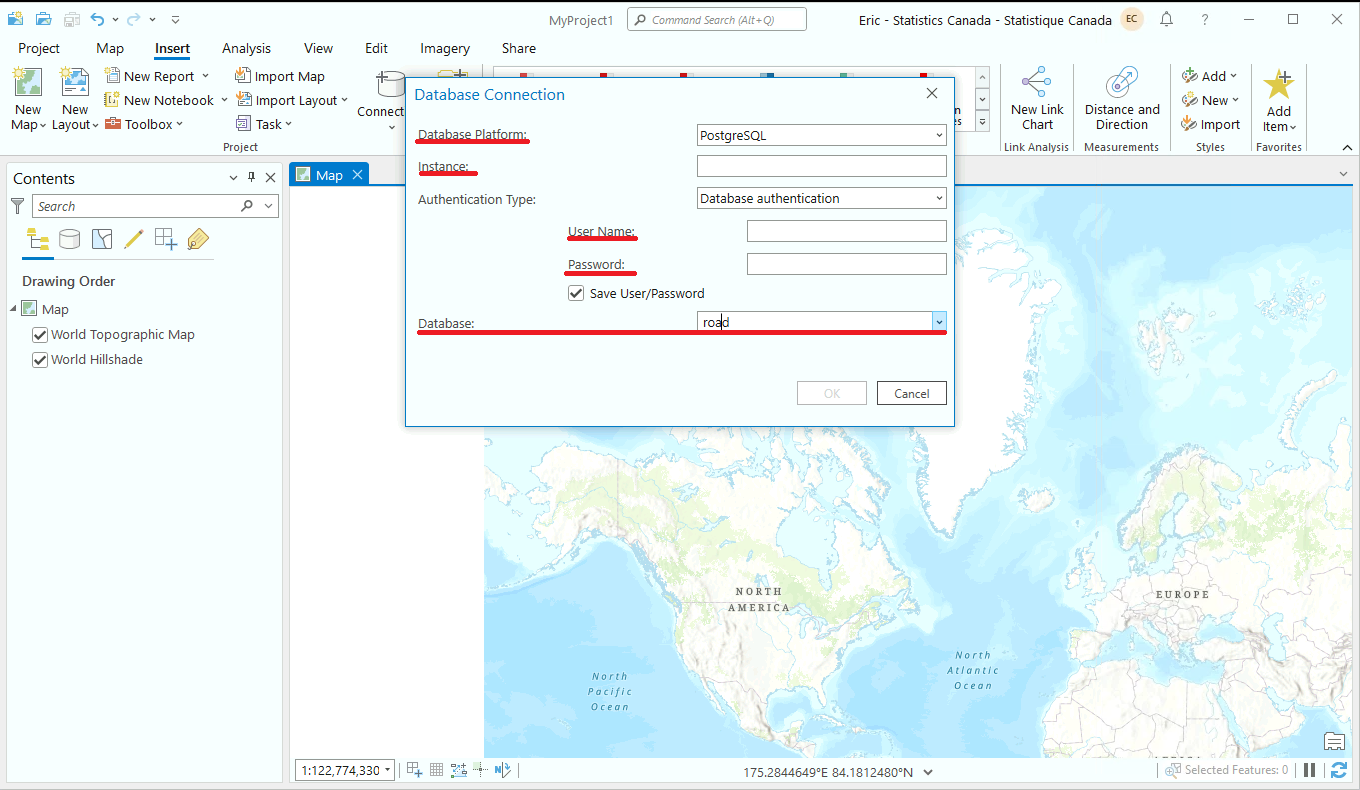 MyProject1
Command Search (Alt+Q)
Eric - Statistics Canada - Statistique Canada
EC
?
Project
Map
Insert
Analysis
View
Edit
Imagery
Share
New Map
New Layout
New Report
New Notebook
Toolbox
Import Map
Import Layout
Task
Connect
Project
New Link Chart
Link Analysis
Distance and Direction
Measurements
Add
New
Import
Styles
Add Item
Favorites
Contents
Search
Drawing Order
Map
World Topographic Map
World Hillshade
Map
Database Connection
Database Platform:
PostgreSQL
Instance:
Authentication Type:
Database authentication
User Name:
Password:
Save User/Password
Database:
road
OK
Cancel
NORTH
AMERICA
EUROPE
North
Pacific
Ocean
North
Atlantic
Ocean
1:122,774,330
175.2844649°E 84.1812480°N
Selected Features: 0